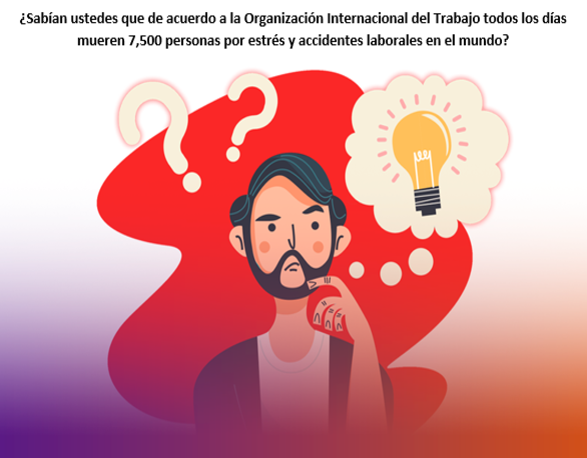 ¿Sabían ustedes que de acuerdo a la Organización Internacional del Trabajo todos los días
mueren 7,500 personas por estrés y accidentes laborales en el mundo?